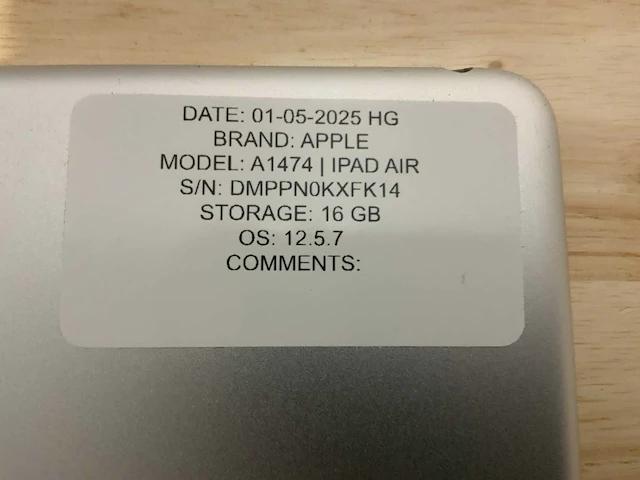 DATE: 01-05-2025 HG
BRAND: APPLE
MODEL: A1474 | IPAD AIR
S/N: DMPPN0KXFK14
STORAGE: 16 GB
OS: 12.5.7
COMMENTS: